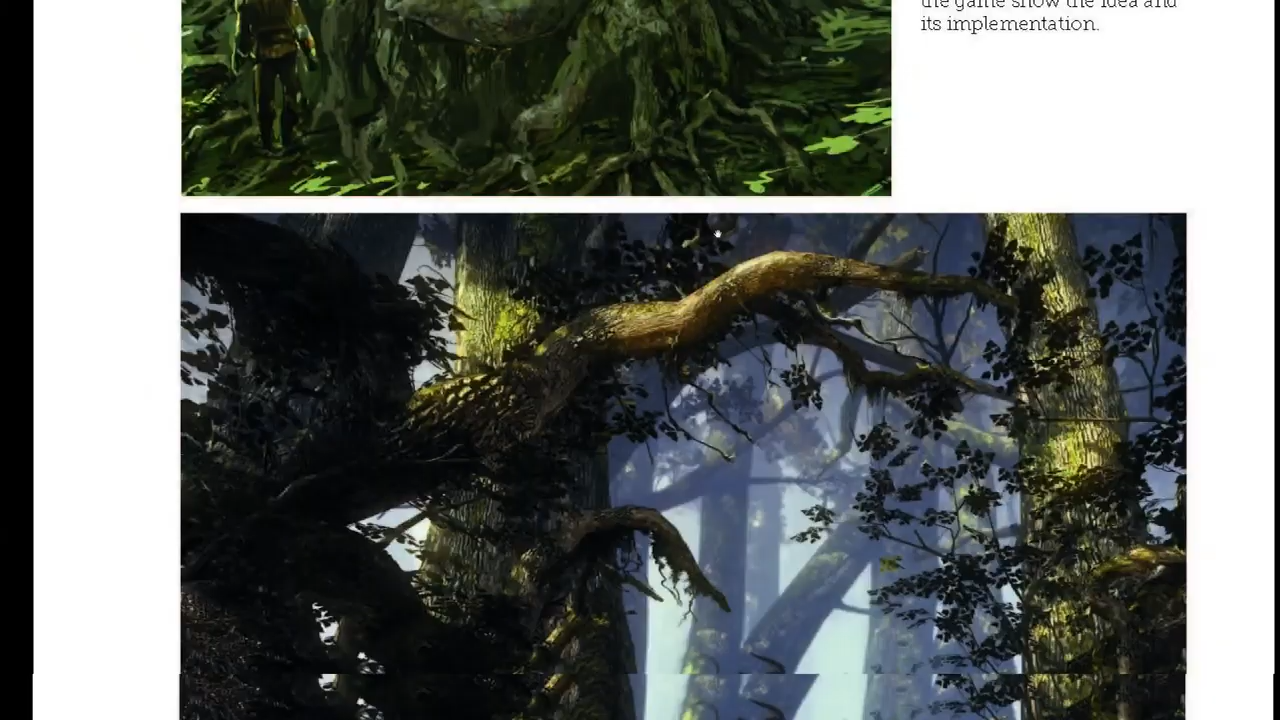 the game show the idea and
its implementation.